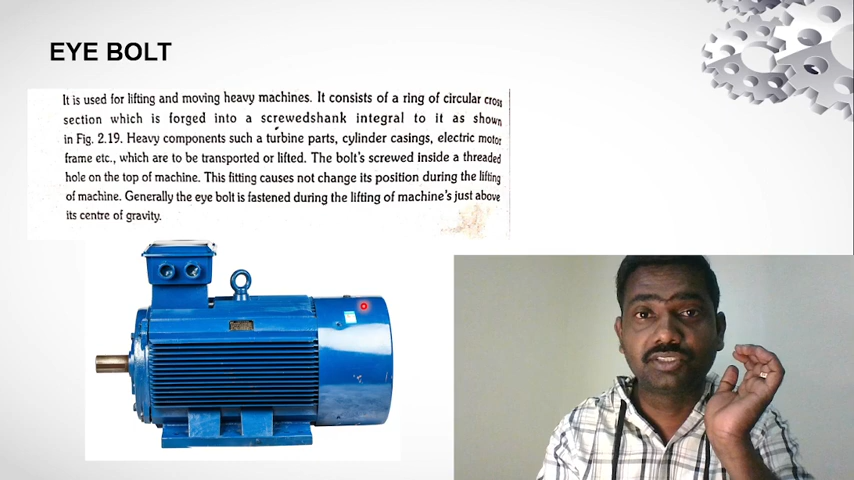 EYE BOLT
It is used for lifting and moving heavy machines. It consists of a ring of circular cross
section which is forged into a screwedshank integral to it as shown
in Fig. 2.19. Heavy components such a turbine parts, cylinder casings, electric motor
frame etc., which are to be transported or lifted. The bolt's screwed inside a threaded
hole on the top of machine. This fitting causes not change its position during the lifting
of machine. Generally the eye bolt is fastened during the lifting of machine's just above
its centre of gravity.